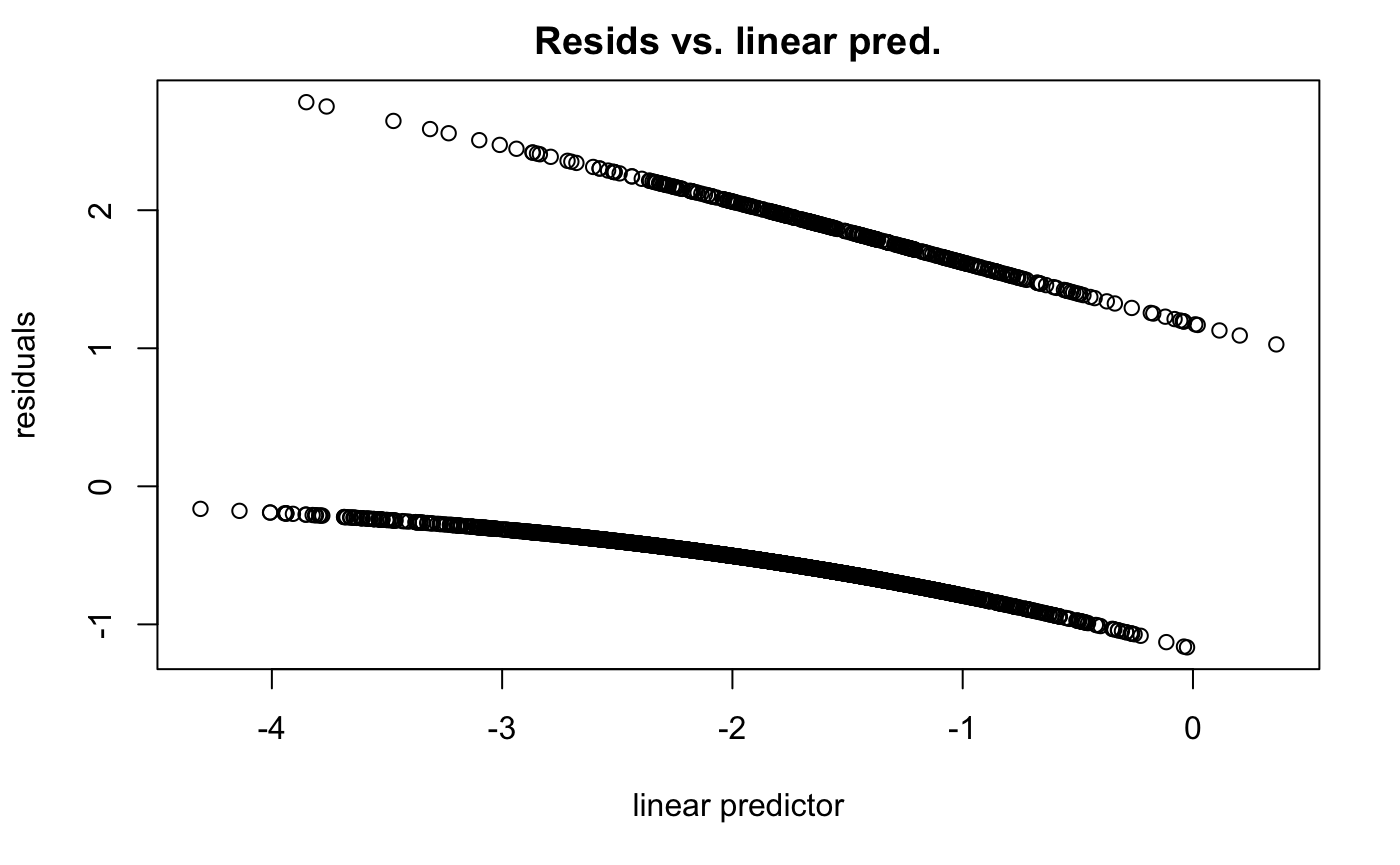 Resids vs. linear pred.
residuals
2
1
0
-1
-4 -3 -2 -1 0
linear predictor